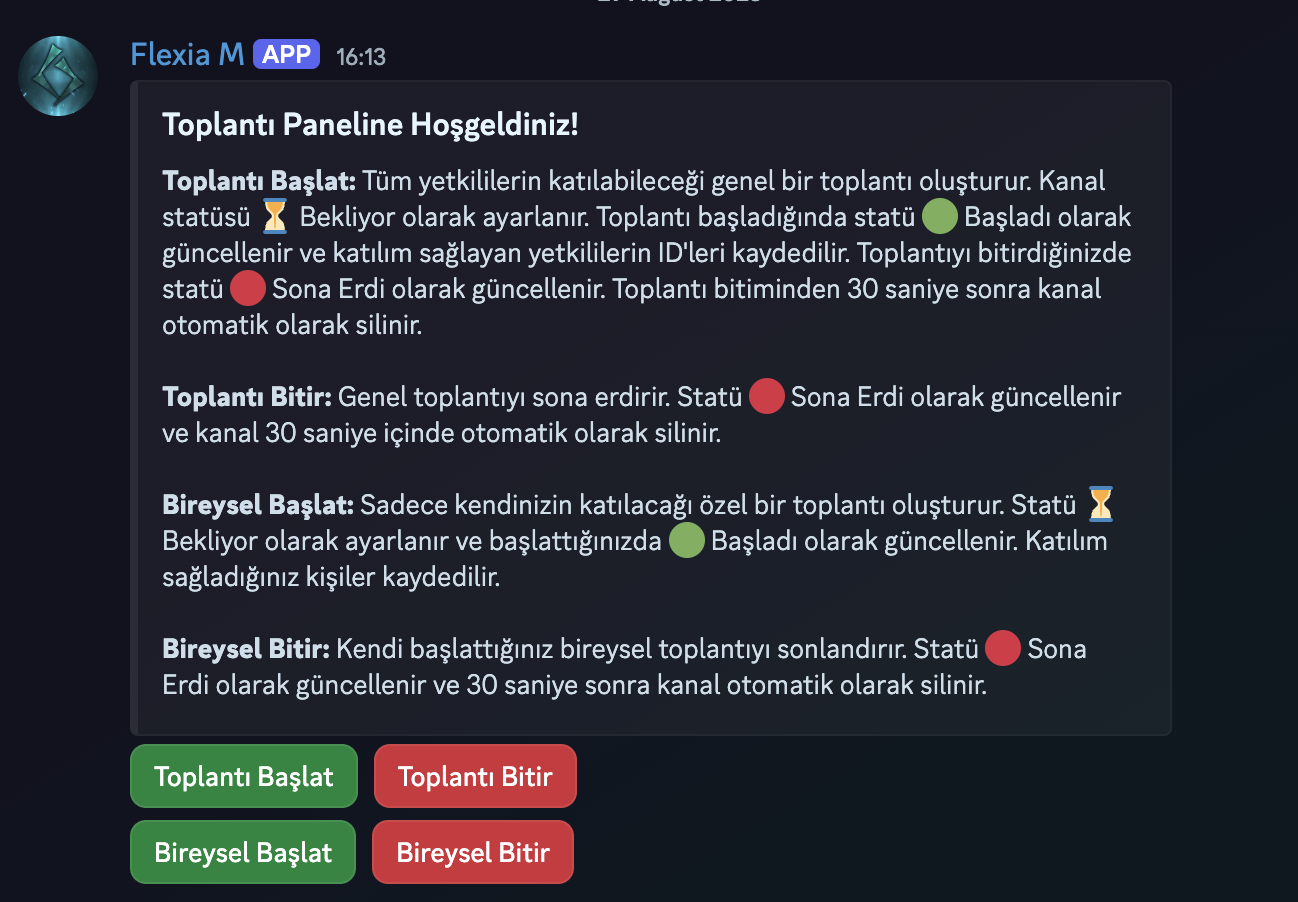 Flexia M APP 16:13
Toplantı Paneline Hoşgeldiniz!
Toplantı Başlat: Tüm yetkililerin katılabileceği genel bir toplantı oluşturur. Kanal
statüsü ⏳ Bekliyor olarak ayarlanır. Toplantı başladığında statü 🟢 Başladı olarak
güncellenir ve katılım sağlayan yetkililerin ID'leri kaydedilir. Toplantıyı bitirdiğinizde
statü 🔴 Sona Erdi olarak güncellenir. Toplantı bitiminden 30 saniye sonra kanal
otomatik olarak silinir.
Toplantı Bitir: Genel toplantıyı sona erdirir. Statü 🔴 Sona Erdi olarak güncellenir
ve kanal 30 saniye içinde otomatik olarak silinir.
Bireysel Başlat: Sadece kendinizin katılacağı özel bir toplantı oluşturur. Statü ⏳
Bekliyor olarak ayarlanır ve başlattığınızda 🟢 Başladı olarak güncellenir. Katılım
sağladığınız kişiler kaydedilir.
Bireysel Bitir: Kendi başlattığınız bireysel toplantıyı sonlandırır. Statü 🔴 Sona
Erdi olarak güncellenir ve 30 saniye sonra kanal otomatik olarak silinir.
Toplantı Başlat Toplantı Bitir
Bireysel Başlat Bireysel Bitir